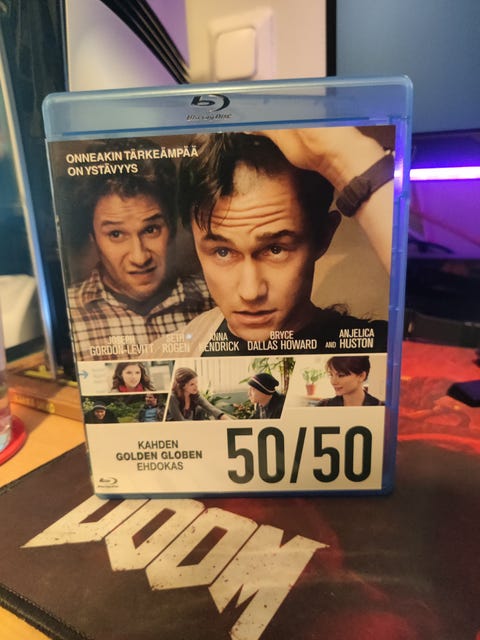 Blu-ray Disc
ONNEAKIN TÄRKEÄMPÄÄ
ON YSTÄVYYS
JOSEPH SETH ANNA BRYCE ANJELICA
GORDON-LEVITT ROGEN KENDRICK DALLAS HOWARD AND HUSTON
KAHDEN
GOLDEN GLOBEN
EHDOKAS
50/50
DOOM